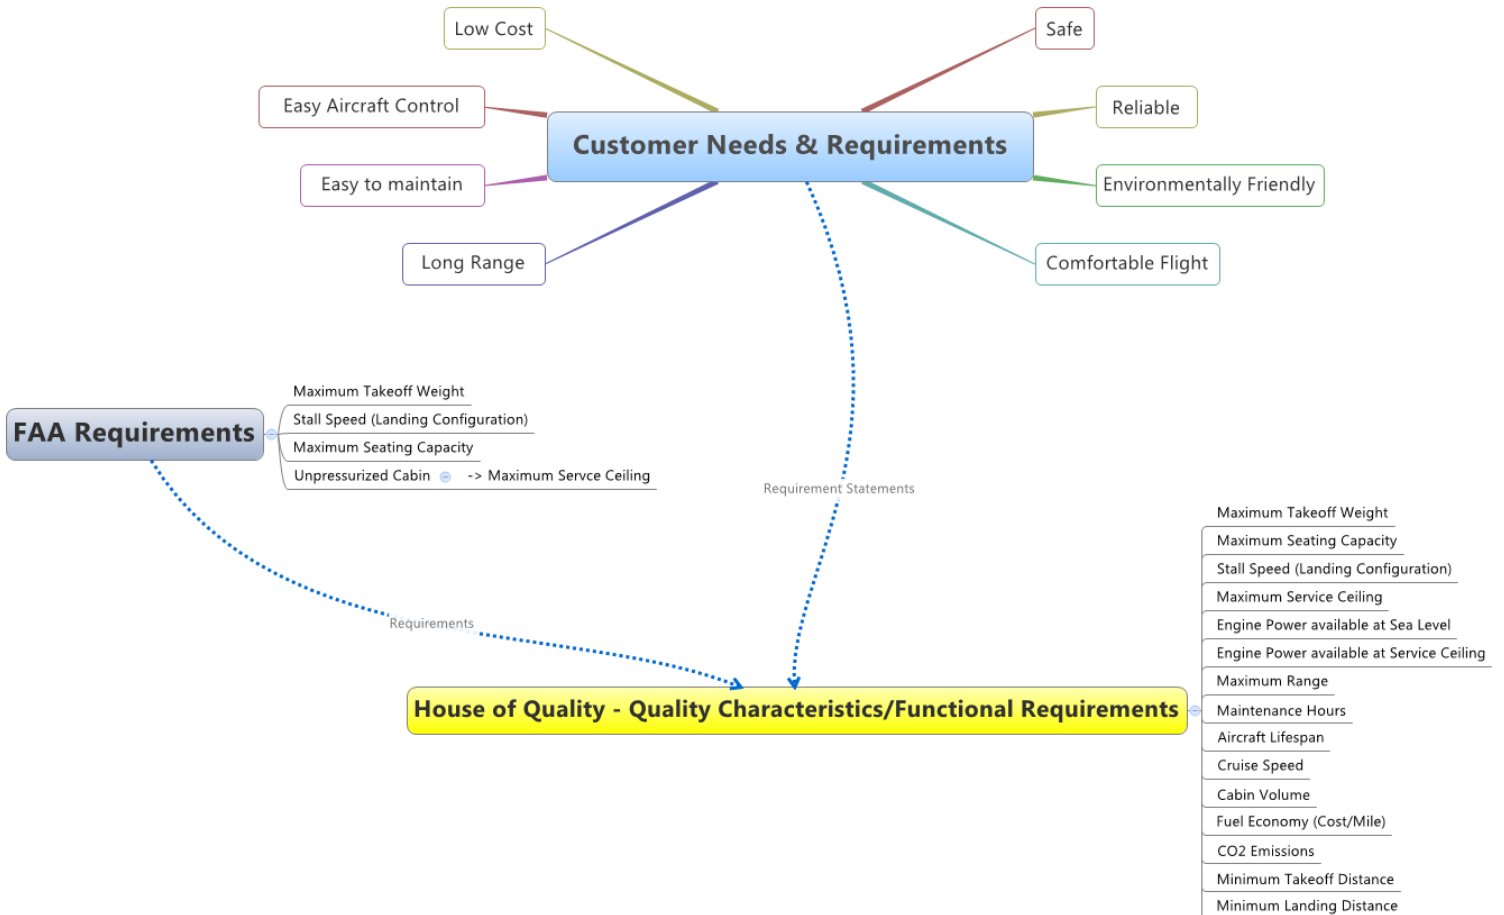 Low Cost
Safe
Easy Aircraft Control
Reliable
Customer Needs & Requirements
Easy to maintain
Environmentally Friendly
Long Range
Comfortable Flight
FAA Requirements
Maximum Takeoff Weight
Stall Speed (Landing Configuration)
Maximum Seating Capacity
Unpressurized Cabin -> Maximum Servce Ceiling
Requirement Statements
Requirements
House of Quality - Quality Characteristics/Functional Requirements
Maximum Takeoff Weight
Maximum Seating Capacity
Stall Speed (Landing Configuration)
Maximum Service Ceiling
Engine Power available at Sea Level
Engine Power available at Service Ceiling
Maximum Range
Maintenance Hours
Aircraft Lifespan
Cruise Speed
Cabin Volume
Fuel Economy (Cost/Mile)
CO2 Emissions
Minimum Takeoff Distance
Minimum Landing Distance